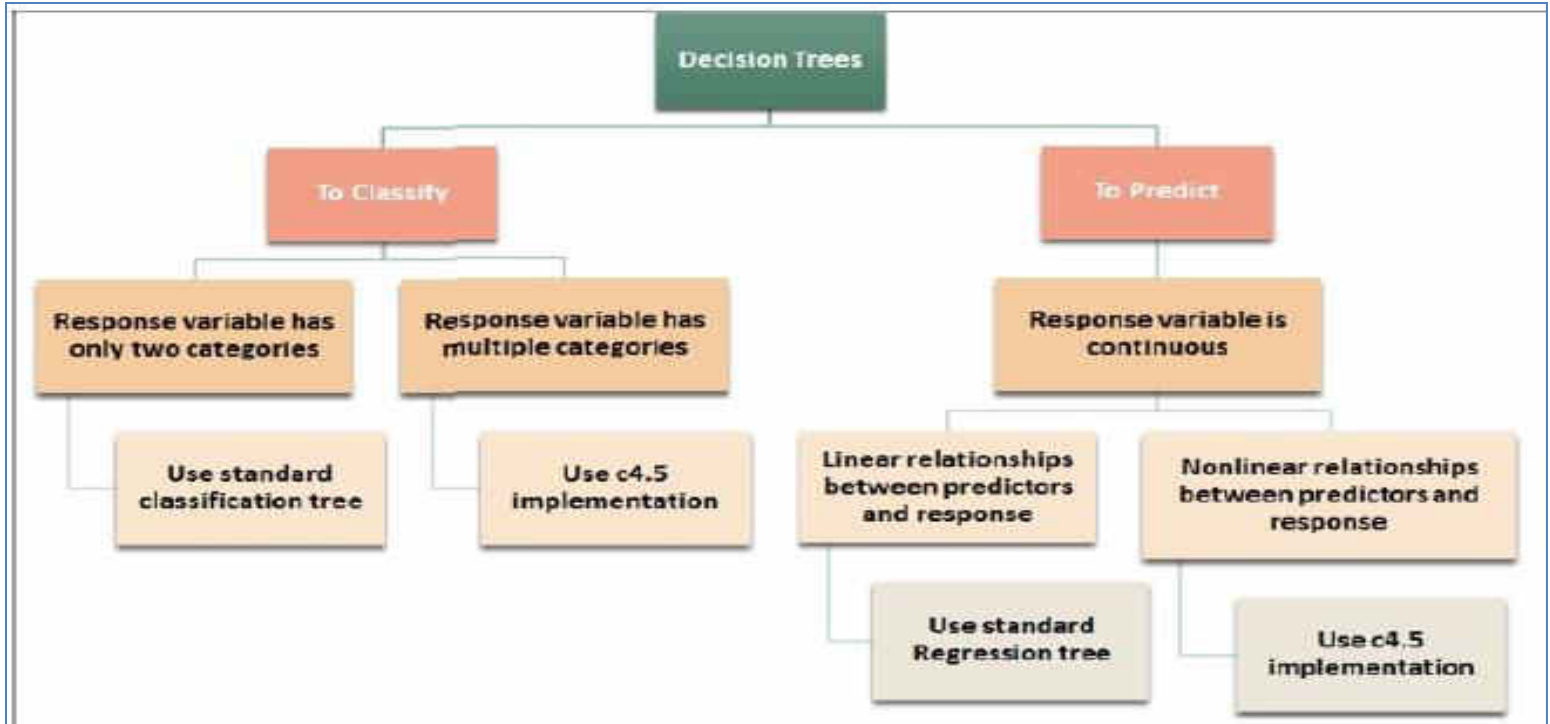 Decision Trees
To Classify
To Predict
Response variable has
only two categories
Response variable has
multiple categories
Response variable is
continuous
Use standard
classification tree
Use c4.5
implementation
Linear relationships
between predictors
and response
Nonlinear relationships
between predictors and
response
Use standard
Regression tree
Use c4.5
implementation